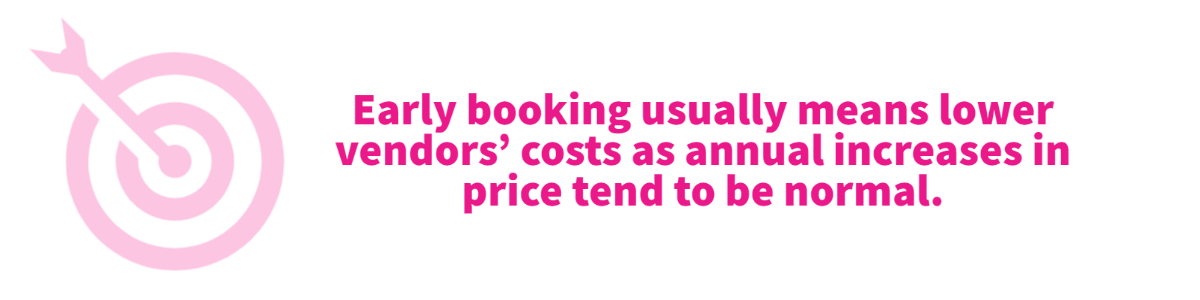 Early booking usually means lower
vendors’ costs as annual increases in
price tend to be normal.